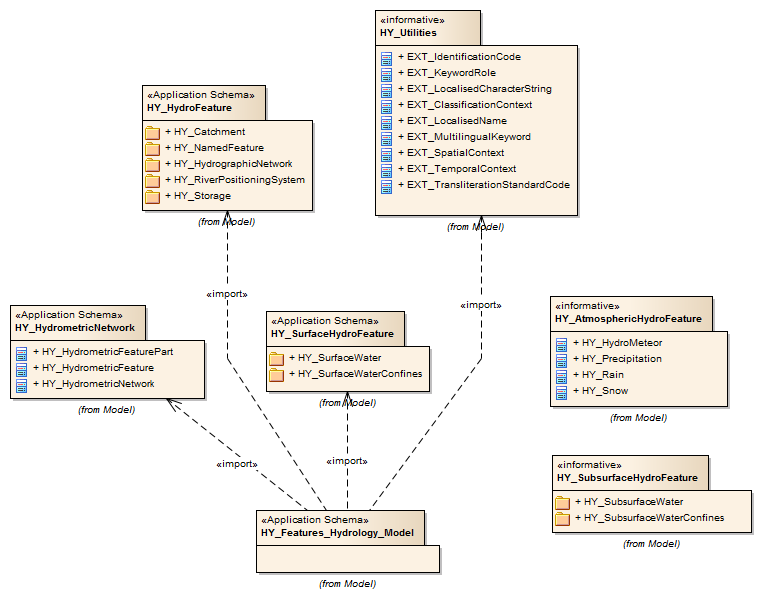 «informative»
HY_Utilities
+ EXT_IdentificationCode
+ EXT_KeywordRole
+ EXT_LocalisedCharacterString
+ EXT_ClassificationContext
+ EXT_LocalisedName
+ EXT_MultilingualKeyword
+ EXT_SpatialContext
+ EXT_TemporalContext
+ EXT_TransliterationStandardCode
(from Model)
«Application Schema»
HY_HydroFeature
+ HY_Catchment
+ HY_NamedFeature
+ HY_HydrographicNetwork
+ HY_RiverPositioningSystem
+ HY_Storage
(from Model)
«import»
«import»
«Application Schema»
HY_HydrometricNetwork
+ HY_HydrometricFeaturePart
+ HY_HydrometricFeature
+ HY_HydrometricNetwork
(from Model)
«Application Schema»
HY_SurfaceHydroFeature
+ HY_SurfaceWater
+ HY_SurfaceWaterConfines
(from Model)
«informative»
HY_AtmosphericHydroFeature
+ HY_HydroMeteor
+ HY_Precipitation
+ HY_Rain
+ HY_Snow
(from Model)
«import»
«import»
«informative»
HY_SubsurfaceHydroFeature
+ HY_SubsurfaceWater
+ HY_SubsurfaceWaterConfines
(from Model)
«Application Schema»
HY_Features_Hydrology_Model
(from Model)